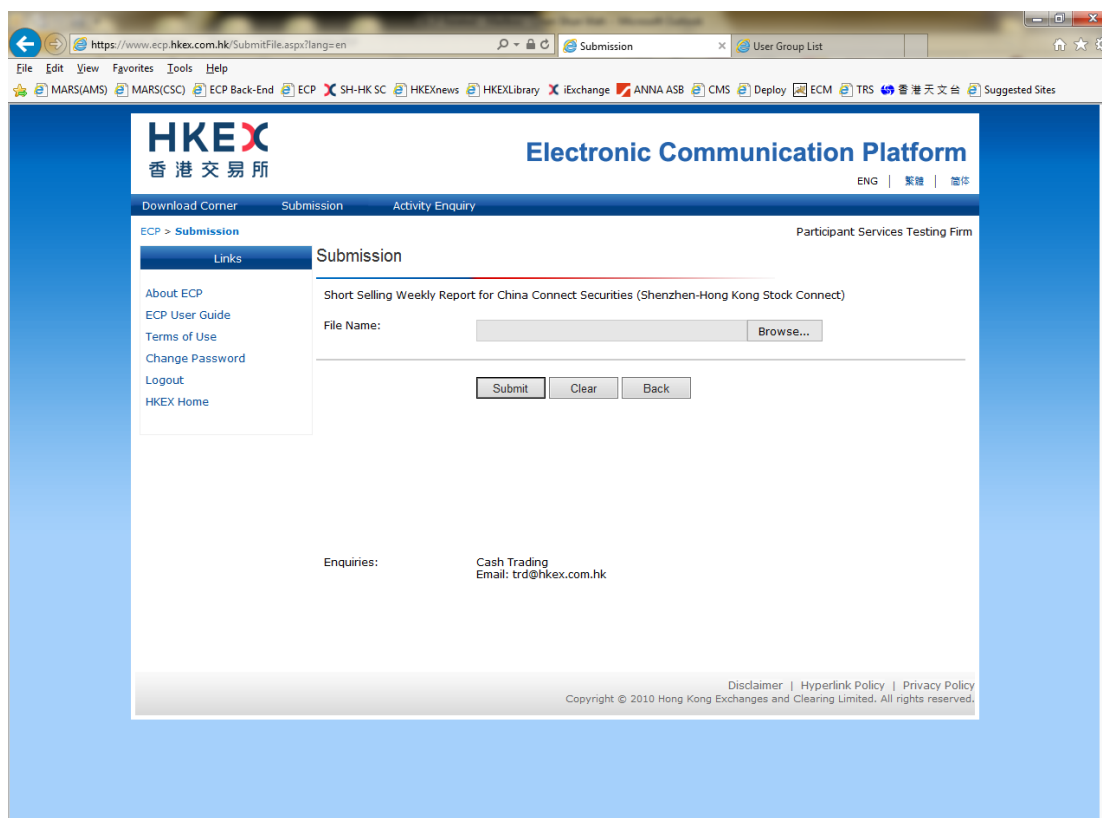 https://www.ecp.hkex.com.hk/SubmitFile.aspx?lang=en
Submission
User Group List
File Edit View Favorites Tools Help
MARS(AMS) MARS(CSC) ECP Back-End ECP SH-HK SC HKEXnews HKEXLibrary iExchange ANNA ASB CMS Deploy ECM TRS 香港天文台 Suggested Sites
HKEX
香港交易所
Electronic Communication Platform
ENG | 繁體 | 简体
Download Corner Submission Activity Enquiry
ECP > Submission
Participant Services Testing Firm
Links
About ECP
ECP User Guide
Terms of Use
Change Password
Logout
HKEX Home
Submission
Short Selling Weekly Report for China Connect Securities (Shenzhen-Hong Kong Stock Connect)
File Name: Browse...
Submit Clear Back
Enquiries: Cash Trading
Email: trd@hkex.com.hk
Disclaimer | Hyperlink Policy | Privacy Policy
Copyright © 2010 Hong Kong Exchanges and Clearing Limited. All rights reserved.